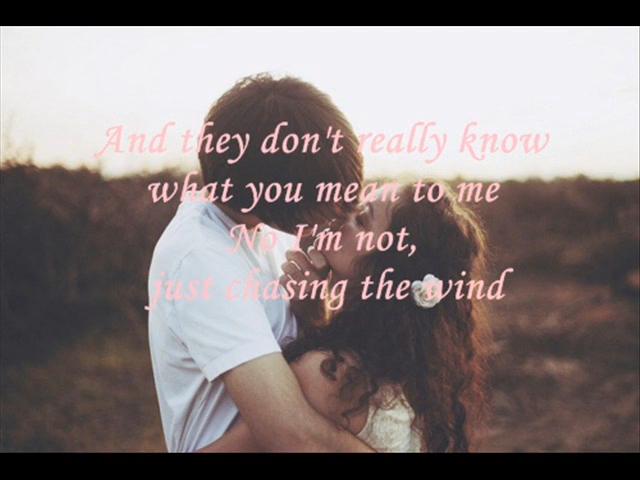 And they don't really know
what you mean to me
No I'm not,
just chasing the wind